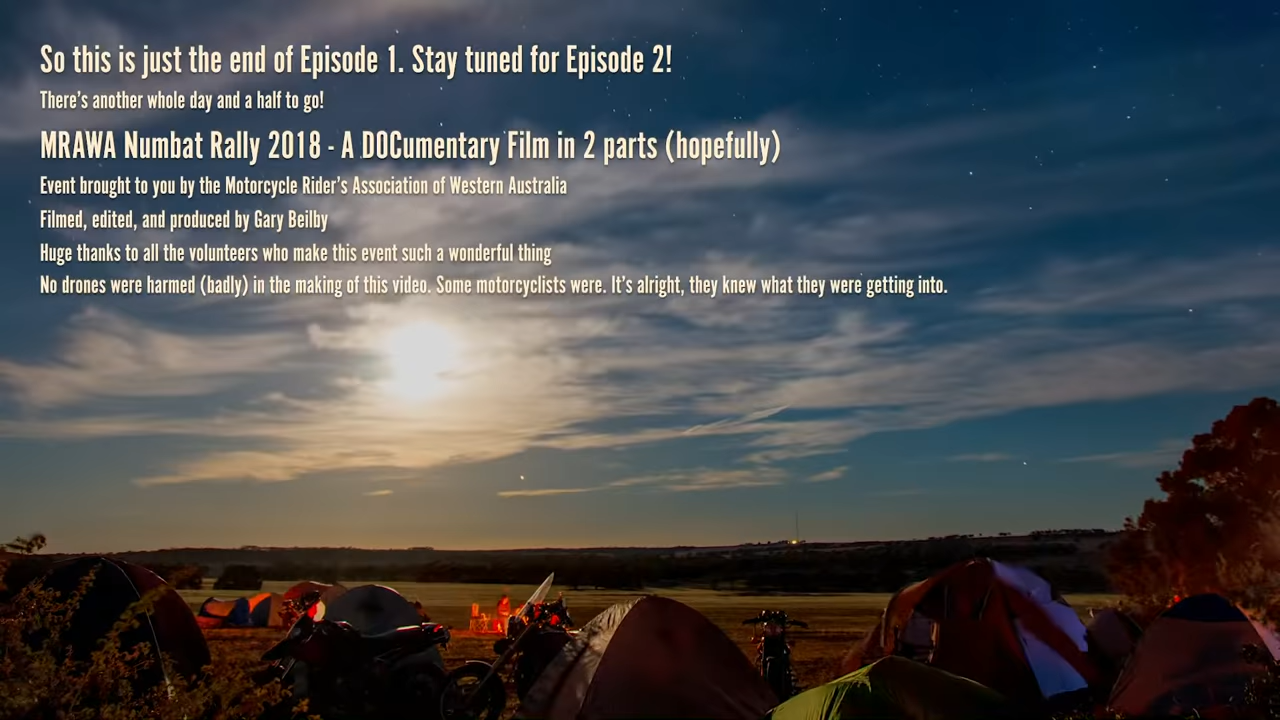 So this is just the end of Episode 1. Stay tuned for Episode 2!
There's another whole day and a half to go!
MRAWA Numbat Rally 2018 - A DOCumentary Film in 2 parts (hopefully)
Event brought to you by the Motorcycle Rider's Association of Western Australia
Filmed, edited, and produced by Gary Beilby
Huge thanks to all the volunteers who make this event such a wonderful thing
No drones were harmed (badly) in the making of this video. Some motorcyclists were. It's alright, they knew what they were getting into.